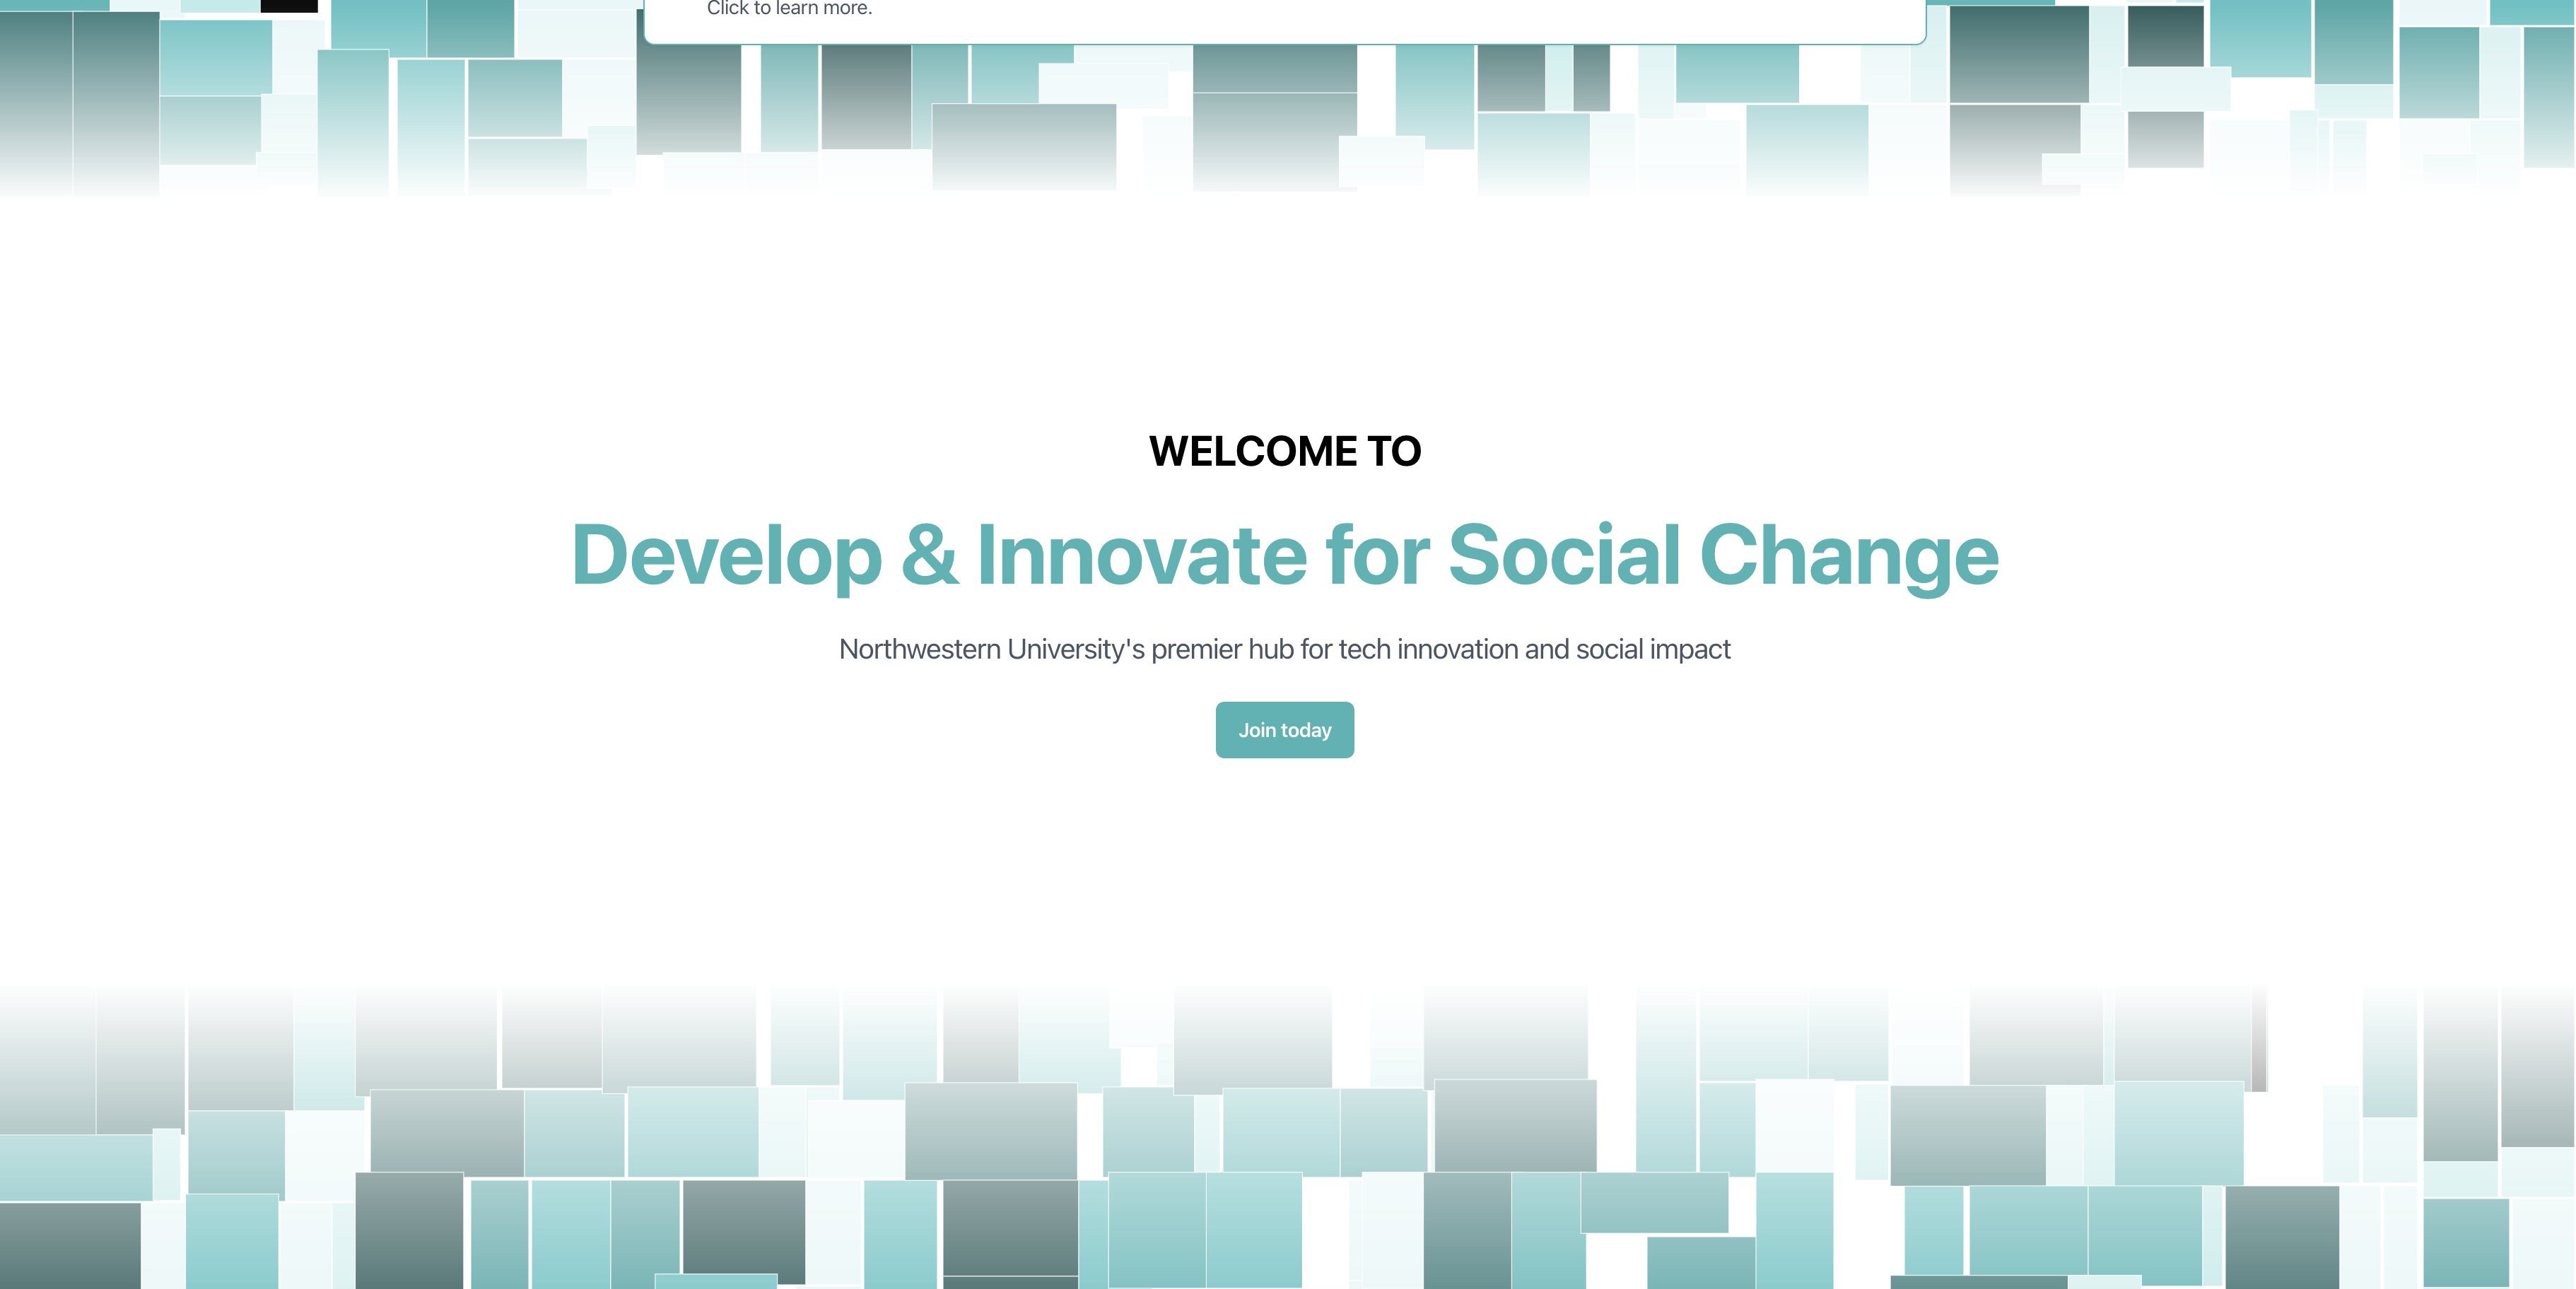 Click to learn more.
WELCOME TO
Develop & Innovate for Social Change
Northwestern University's premier hub for tech innovation and social impact
Join today